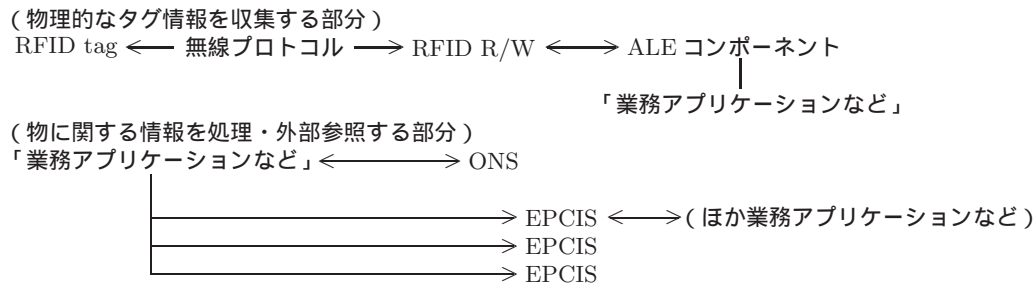 (物理的なタグ情報を収集する部分)
RFID tag 無線プロトコル RFID R/W ALE コンポーネント
「業務アプリケーションなど」
(物に関する情報を処理・外部参照する部分)
「業務アプリケーションなど」 ONS
EPCIS (ほか業務アプリケーションなど)
EPCIS
EPCIS